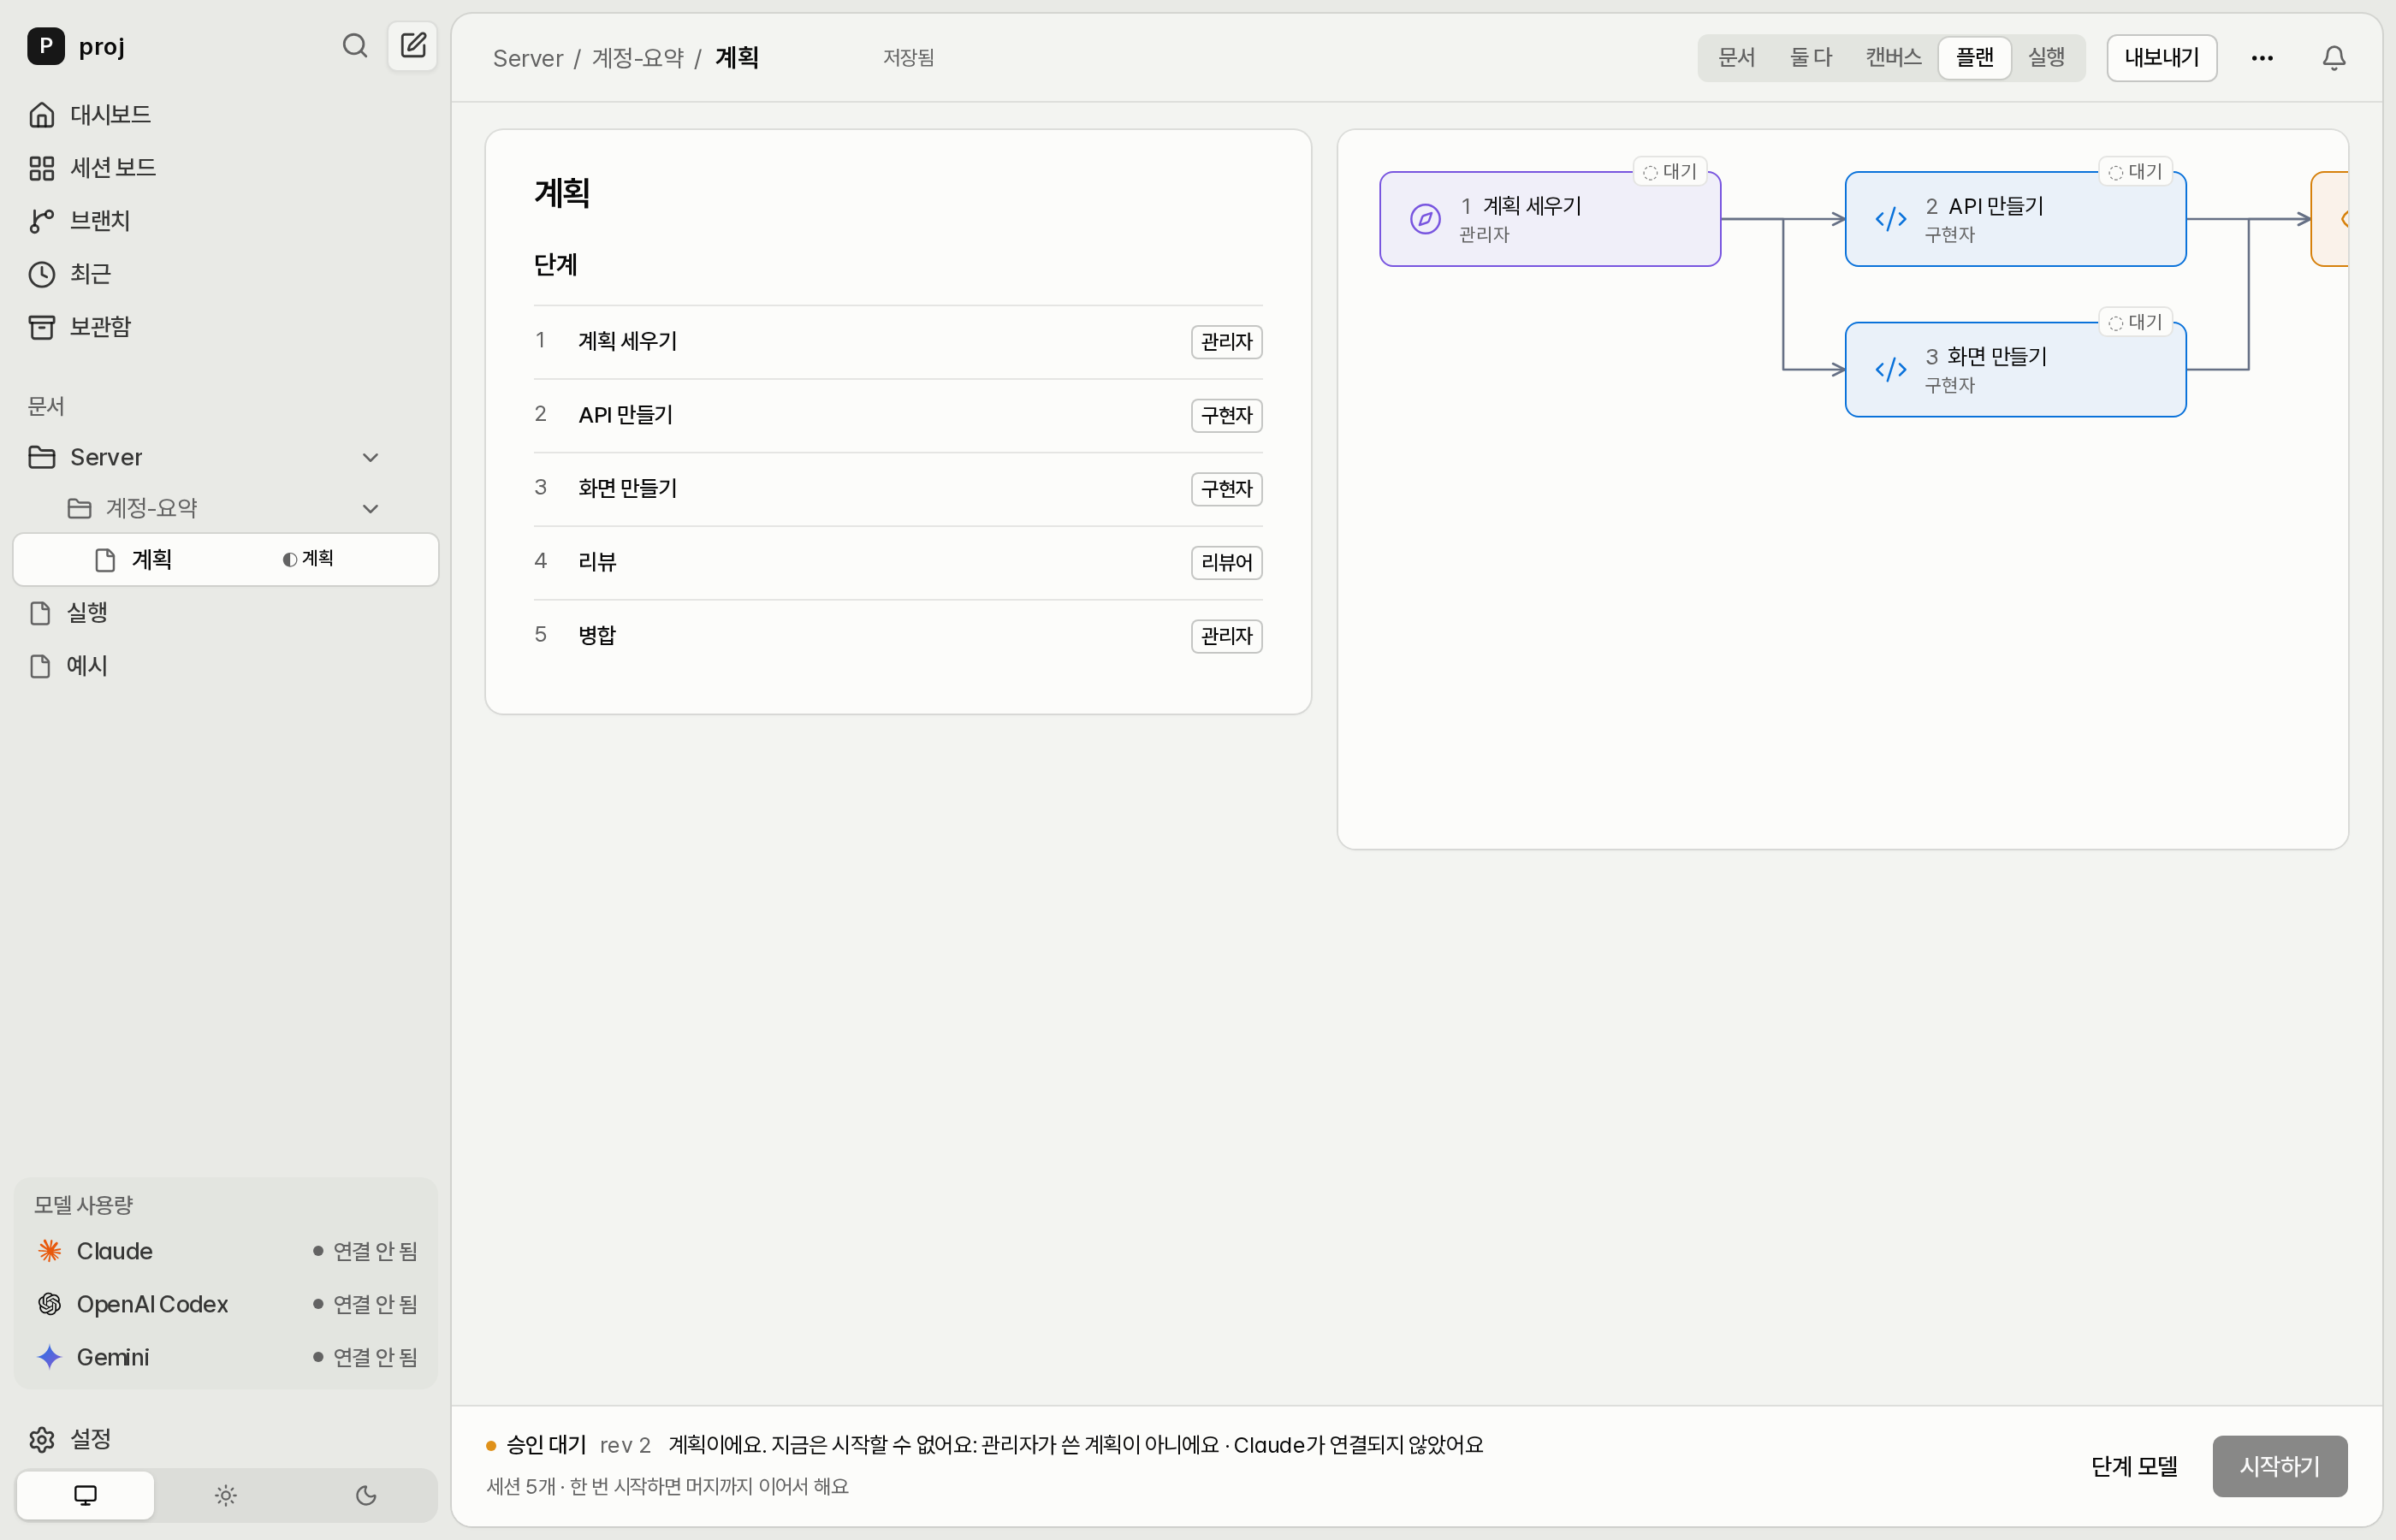 P proj
대시보드
세션 보드
브랜치
최근
보관함
문서
Server
계정-요약
계획 계획
실행
예시
모델 사용량
Claude 연결 안 됨
OpenAI Codex 연결 안 됨
Gemini 연결 안 됨
설정
Server / 계정-요약 / 계획 저장됨
문서 둘 다 캔버스 플랜 실행 내보내기
계획
단계
1 계획 세우기 관리자
2 API 만들기 구현자
3 화면 만들기 구현자
4 리뷰 리뷰어
5 병합 관리자
대기
1 계획 세우기
관리자
대기
2 API 만들기
구현자
대기
3 화면 만들기
구현자
승인 대기 rev 2 계획이에요. 지금은 시작할 수 없어요: 관리자가 쓴 계획이 아니에요 · Claude가 연결되지 않았어요
세션 5개 · 한 번 시작하면 머지까지 이어서 해요
단계 모델 시작하기